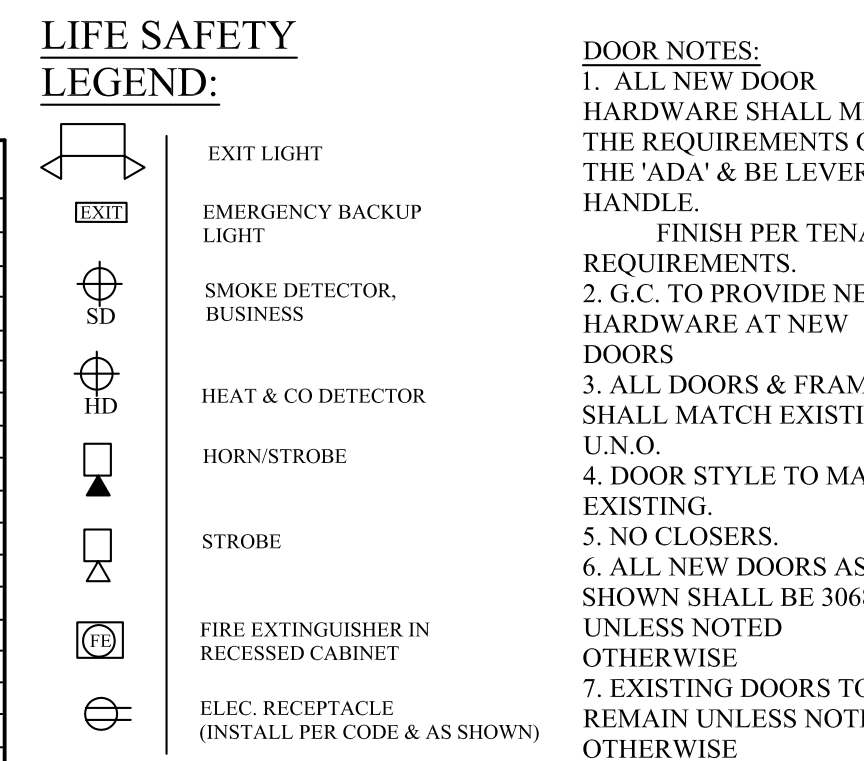 LIFE SAFETY
LEGEND:
EXIT LIGHT
EXIT
EMERGENCY BACKUP
LIGHT
SD
SMOKE DETECTOR,
BUSINESS
HD
HEAT & CO DETECTOR
HORN/STROBE
STROBE
FE
FIRE EXTINGUISHER IN
RECESSED CABINET
ELEC. RECEPTACLE
(INSTALL PER CODE & AS SHOWN)
DOOR NOTES:
1. ALL NEW DOOR
HARDWARE SHALL
THE REQUIREMENTS
THE 'ADA' & BE LEVER
HANDLE.
FINISH PER
REQUIREMENTS.
2. G.C. TO PROVIDE
HARDWARE AT NEW
DOORS
3. ALL DOORS &
SHALL MATCH
U.N.O.
4. DOOR STYLE TO
EXISTING.
5. NO CLOSERS.
6. ALL NEW DOORS AS
SHOWN SHALL BE
UNLESS NOTED
OTHERWISE
7. EXISTING DOORS TO
REMAIN UNLESS
OTHERWISE